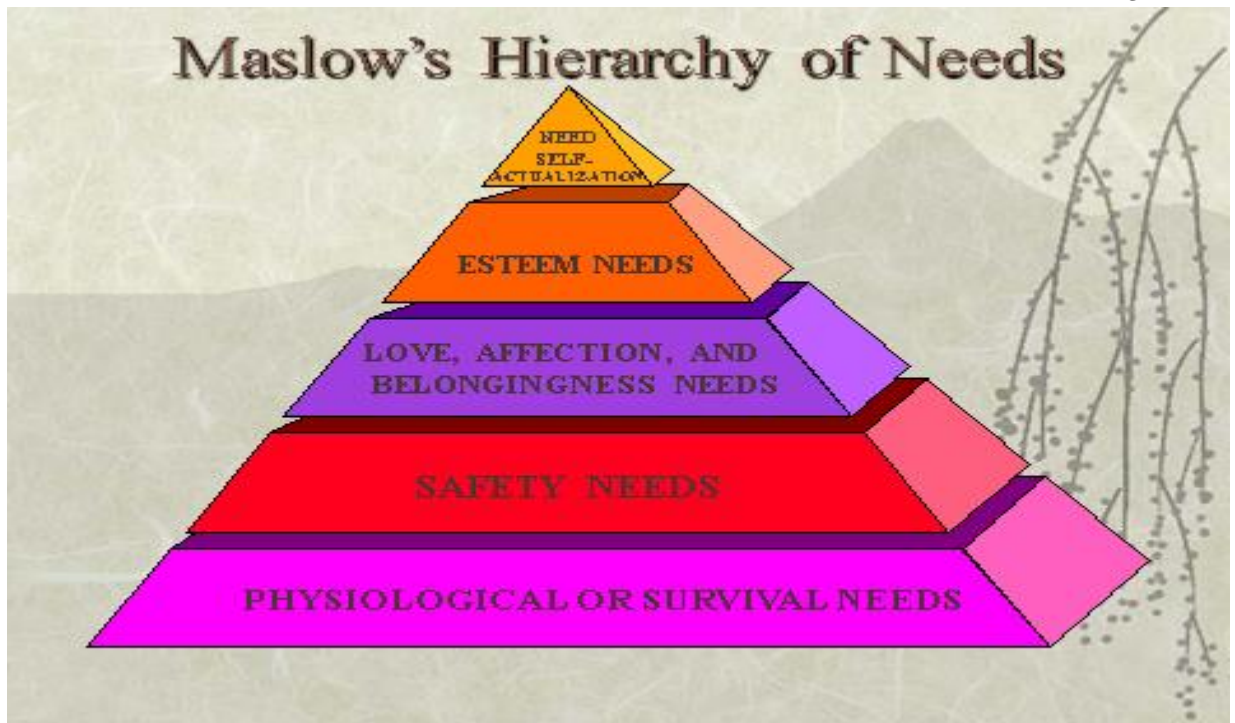 Maslow's Hierarchy of Needs
NEED
SELF-
ACTUALIZATION
ESTEEM NEEDS
LOVE, AFFECTION, AND
BELONGINGNESS NEEDS
SAFETY NEEDS
PHYSIOLOGICAL OR SURVIVAL NEEDS